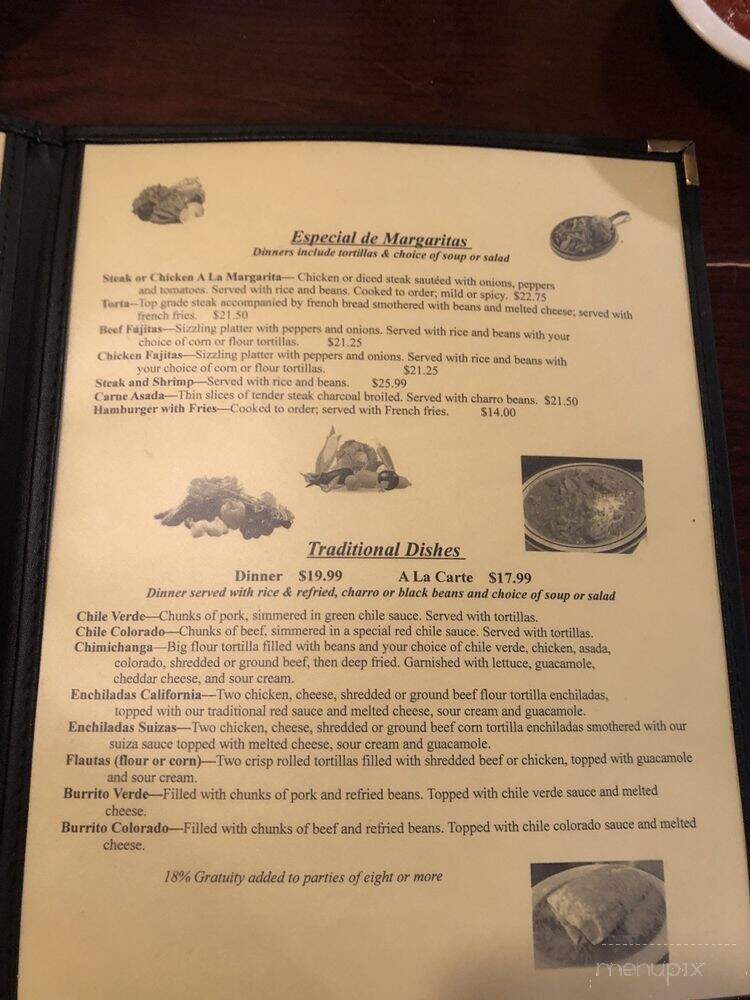 Especial de Margaritas
Dinners include tortillas & choice of soup or salad
Steak or Chicken A La Margarita— Chicken or diced steak sautéed with onions, peppers
and tomatoes. Served with rice and beans. Cooked to order; mild or spicy. $22.75
Torta--Top grade steak accompanied by french bread smothered with beans and melted cheese; served with
french fries. $21.50
Beef Fajitas—Sizzling platter with peppers and onions. Served with rice and beans with your
choice of corn or flour tortillas. $21.25
Chicken Fajitas—Sizzling platter with peppers and onions. Served with rice and beans with
your choice of corn or flour tortillas. $21.25
Steak and Shrimp—Served with rice and beans. $25.99
Carne Asada—Thin slices of tender steak charcoal broiled. Served with charro beans. $21.50
Hamburger with Fries—Cooked to order; served with French fries. $14.00
Traditional Dishes
Dinner $19.99 A La Carte $17.99
Dinner served with rice & refried, charro or black beans and choice of soup or salad
Chile Verde—Chunks of pork, simmered in green chile sauce. Served with tortillas.
Chile Colorado—Chunks of beef, simmered in a special red chile sauce. Served with tortillas.
Chimichanga—Big flour tortilla filled with beans and your choice of chile verde, chicken, asada,
colorado, shredded or ground beef, then deep fried. Garnished with lettuce, guacamole,
cheddar cheese, and sour cream.
Enchiladas California—Two chicken, cheese, shredded or ground beef flour tortilla enchiladas,
topped with our traditional red sauce and melted cheese, sour cream and guacamole.
Enchiladas Suizas—Two chicken, cheese, shredded or ground beef corn tortilla enchiladas smothered with our
suiza sauce topped with melted cheese, sour cream and guacamole.
Flautas (flour or corn)—Two crisp rolled tortillas filled with shredded beef or chicken, topped with guacamole
and sour cream.
Burrito Verde—Filled with chunks of pork and refried beans. Topped with chile verde sauce and melted
cheese.
Burrito Colorado—Filled with chunks of beef and refried beans. Topped with chile colorado sauce and melted
cheese.
18% Gratuity added to parties of eight or more
menupix